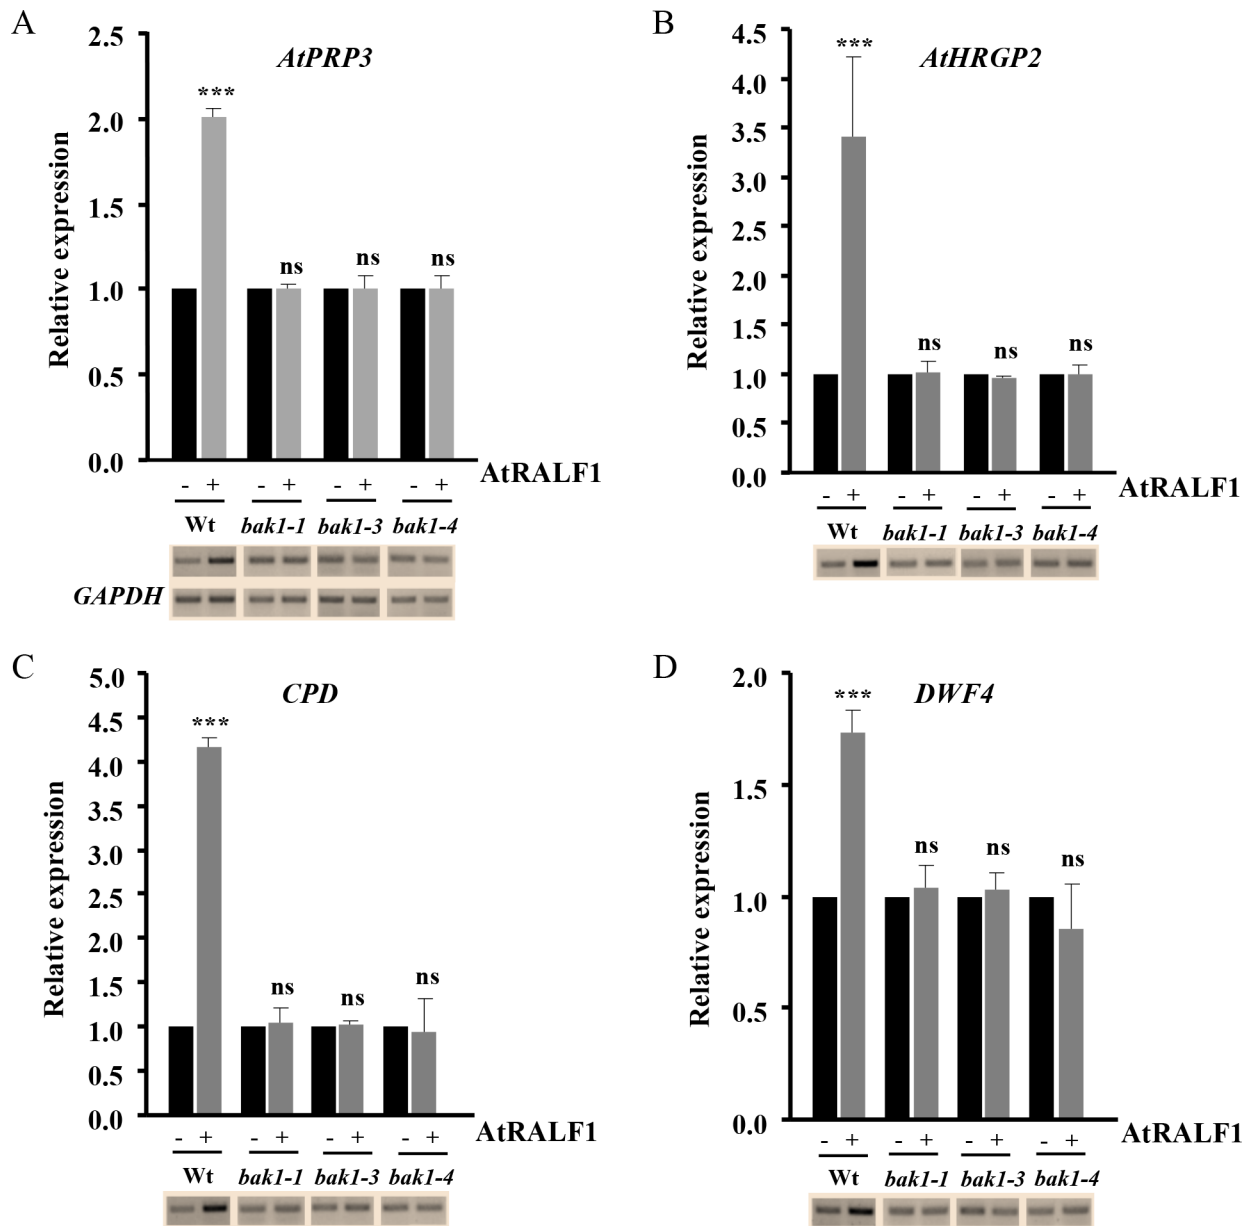 A
AtPRP3
Relative expression
2.5
2.0
1.5
1.0
0.5
0.0
***
ns
ns
ns
- + - + - + - + AtRALF1
Wt bak1-1 bak1-3 bak1-4
GAPDH
B
AtHRGP2
Relative expression
4.5
4.0
3.5
3.0
2.5
2.0
1.5
1.0
0.5
0.0
***
ns
ns
ns
- + - + - + - + AtRALF1
Wt bak1-1 bak1-3 bak1-4
C
CPD
Relative expression
5.0
4.5
4.0
3.5
3.0
2.5
2.0
1.5
1.0
0.5
0.0
***
ns
ns
ns
- + - + - + - + AtRALF1
Wt bak1-1 bak1-3 bak1-4
D
DWF4
Relative expression
2.0
1.5
1.0
0.5
0.0
***
ns
ns
ns
- + - + - + - + AtRALF1
Wt bak1-1 bak1-3 bak1-4